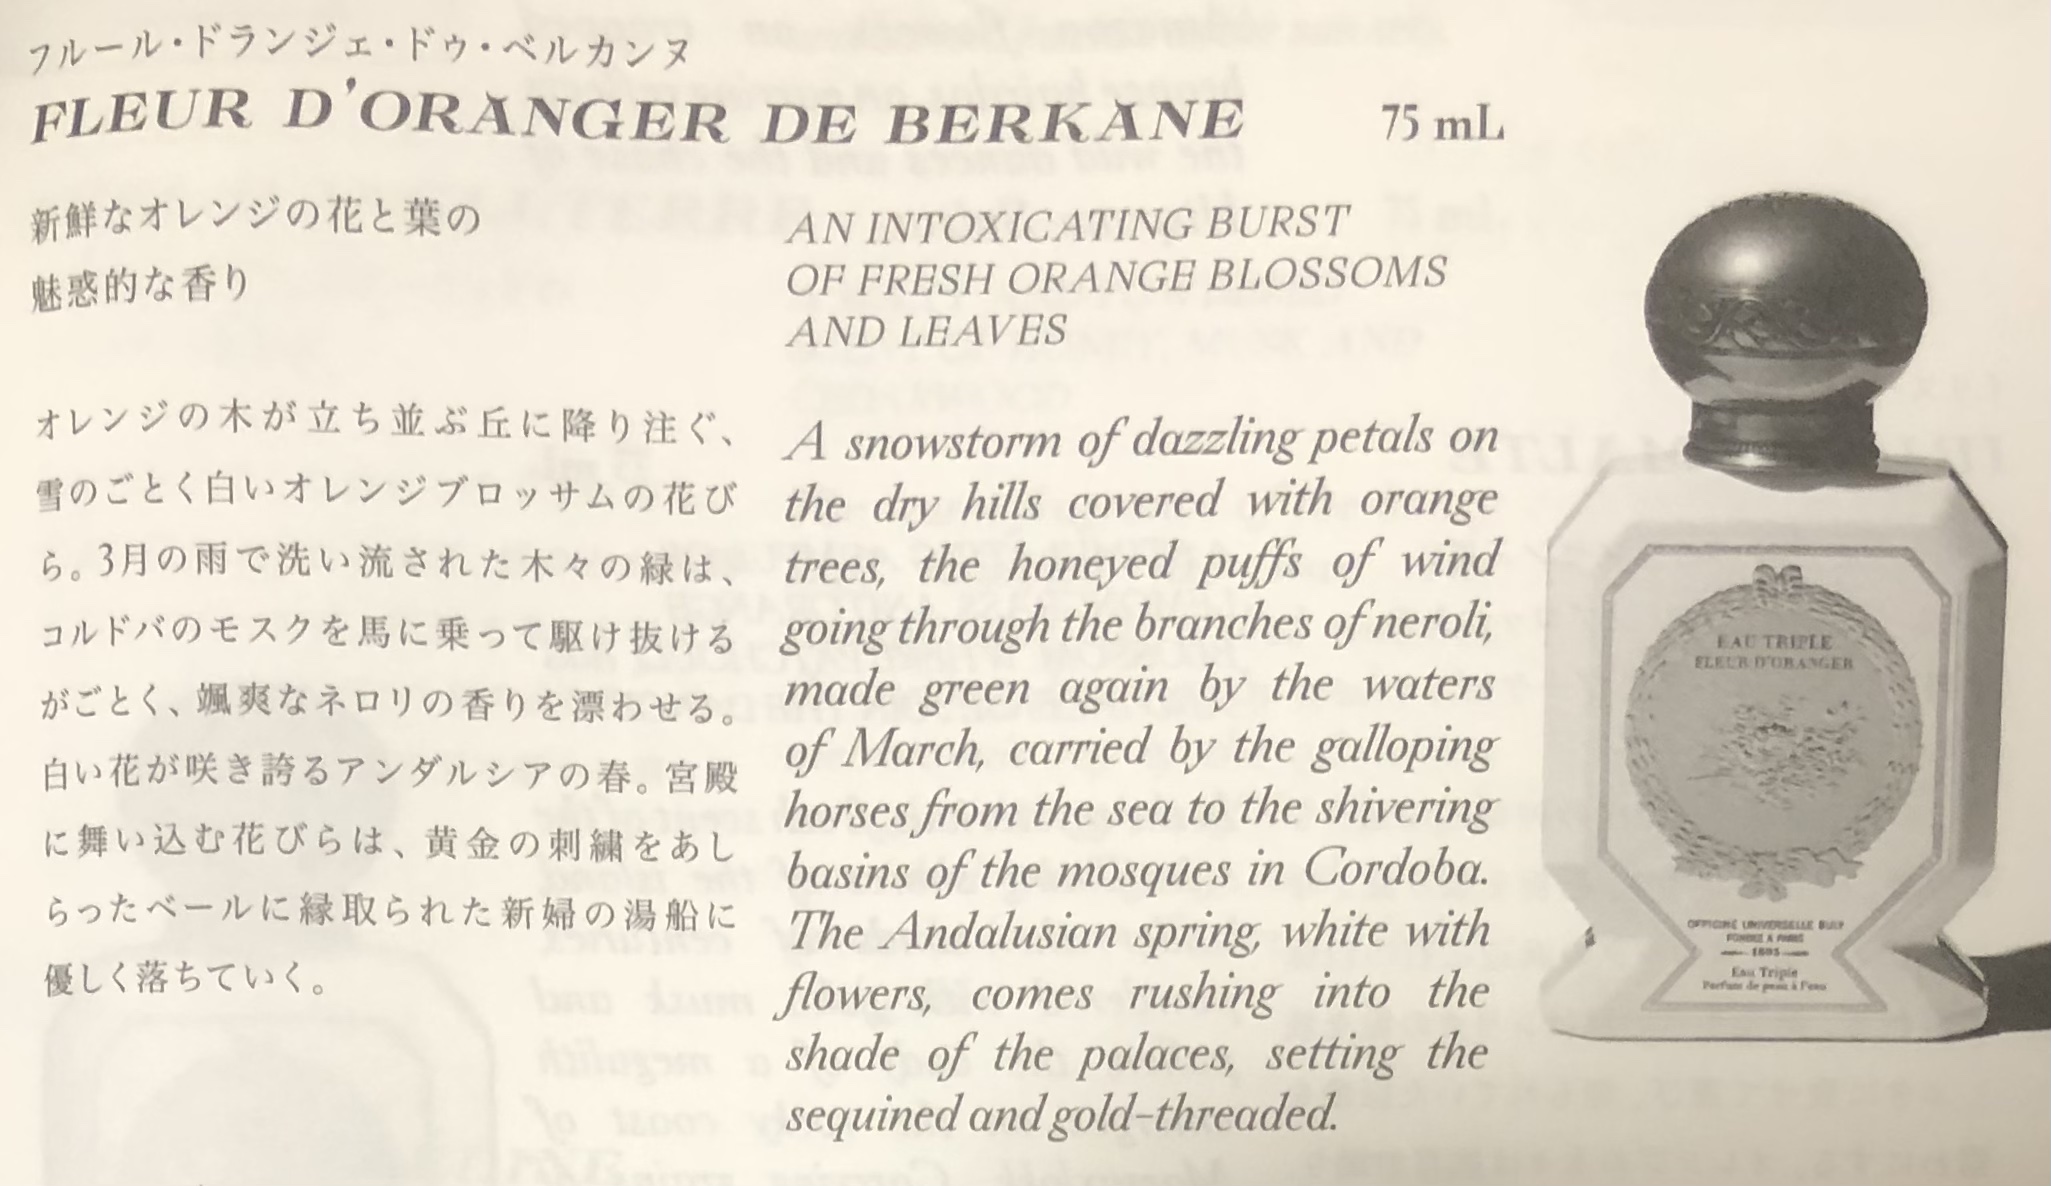 フルール・ドランジェ・ドゥ・ベルカンヌ
FLEUR D'ORANGER DE BERKANE 75 mL
新鮮なオレンジの花と葉の
魅惑的な香り
オレンジの木が立ち並ぶ丘に降り注ぐ、
雪のごとく白いオレンジブロッサムの花び
ら。3月の雨で洗い流された木々の緑は、
コルドバのモスクを馬に乗って駆け抜ける
がごとく、颯爽なネロリの香りを漂わせる。
白い花が咲き誇るアンダルシアの春。宮殿
に舞い込む花びらは、黄金の刺繍をあし
らったベールに縁取られた新婦の湯船に
優しく落ちていく。
AN INTOXICATING BURST
OF FRESH ORANGE BLOSSOMS
AND LEAVES
A snowstorm of dazzling petals on
the dry hills covered with orange
trees, the honeyed puffs of wind
going through the branches of neroli,
made green again by the waters
of March, carried by the galloping
horses from the sea to the shivering
basins of the mosques in Cordoba.
The Andalusian spring, white with
flowers, comes rushing into the
shade of the palaces, setting the
sequined and gold-threaded.
EAU TRIPLE
FLEUR D'ORANGER
OFFICINE UNIVERSELLE BULY
FONDÉE A PARIS
1803
Eau Triple
Parfum de peau à l'eau